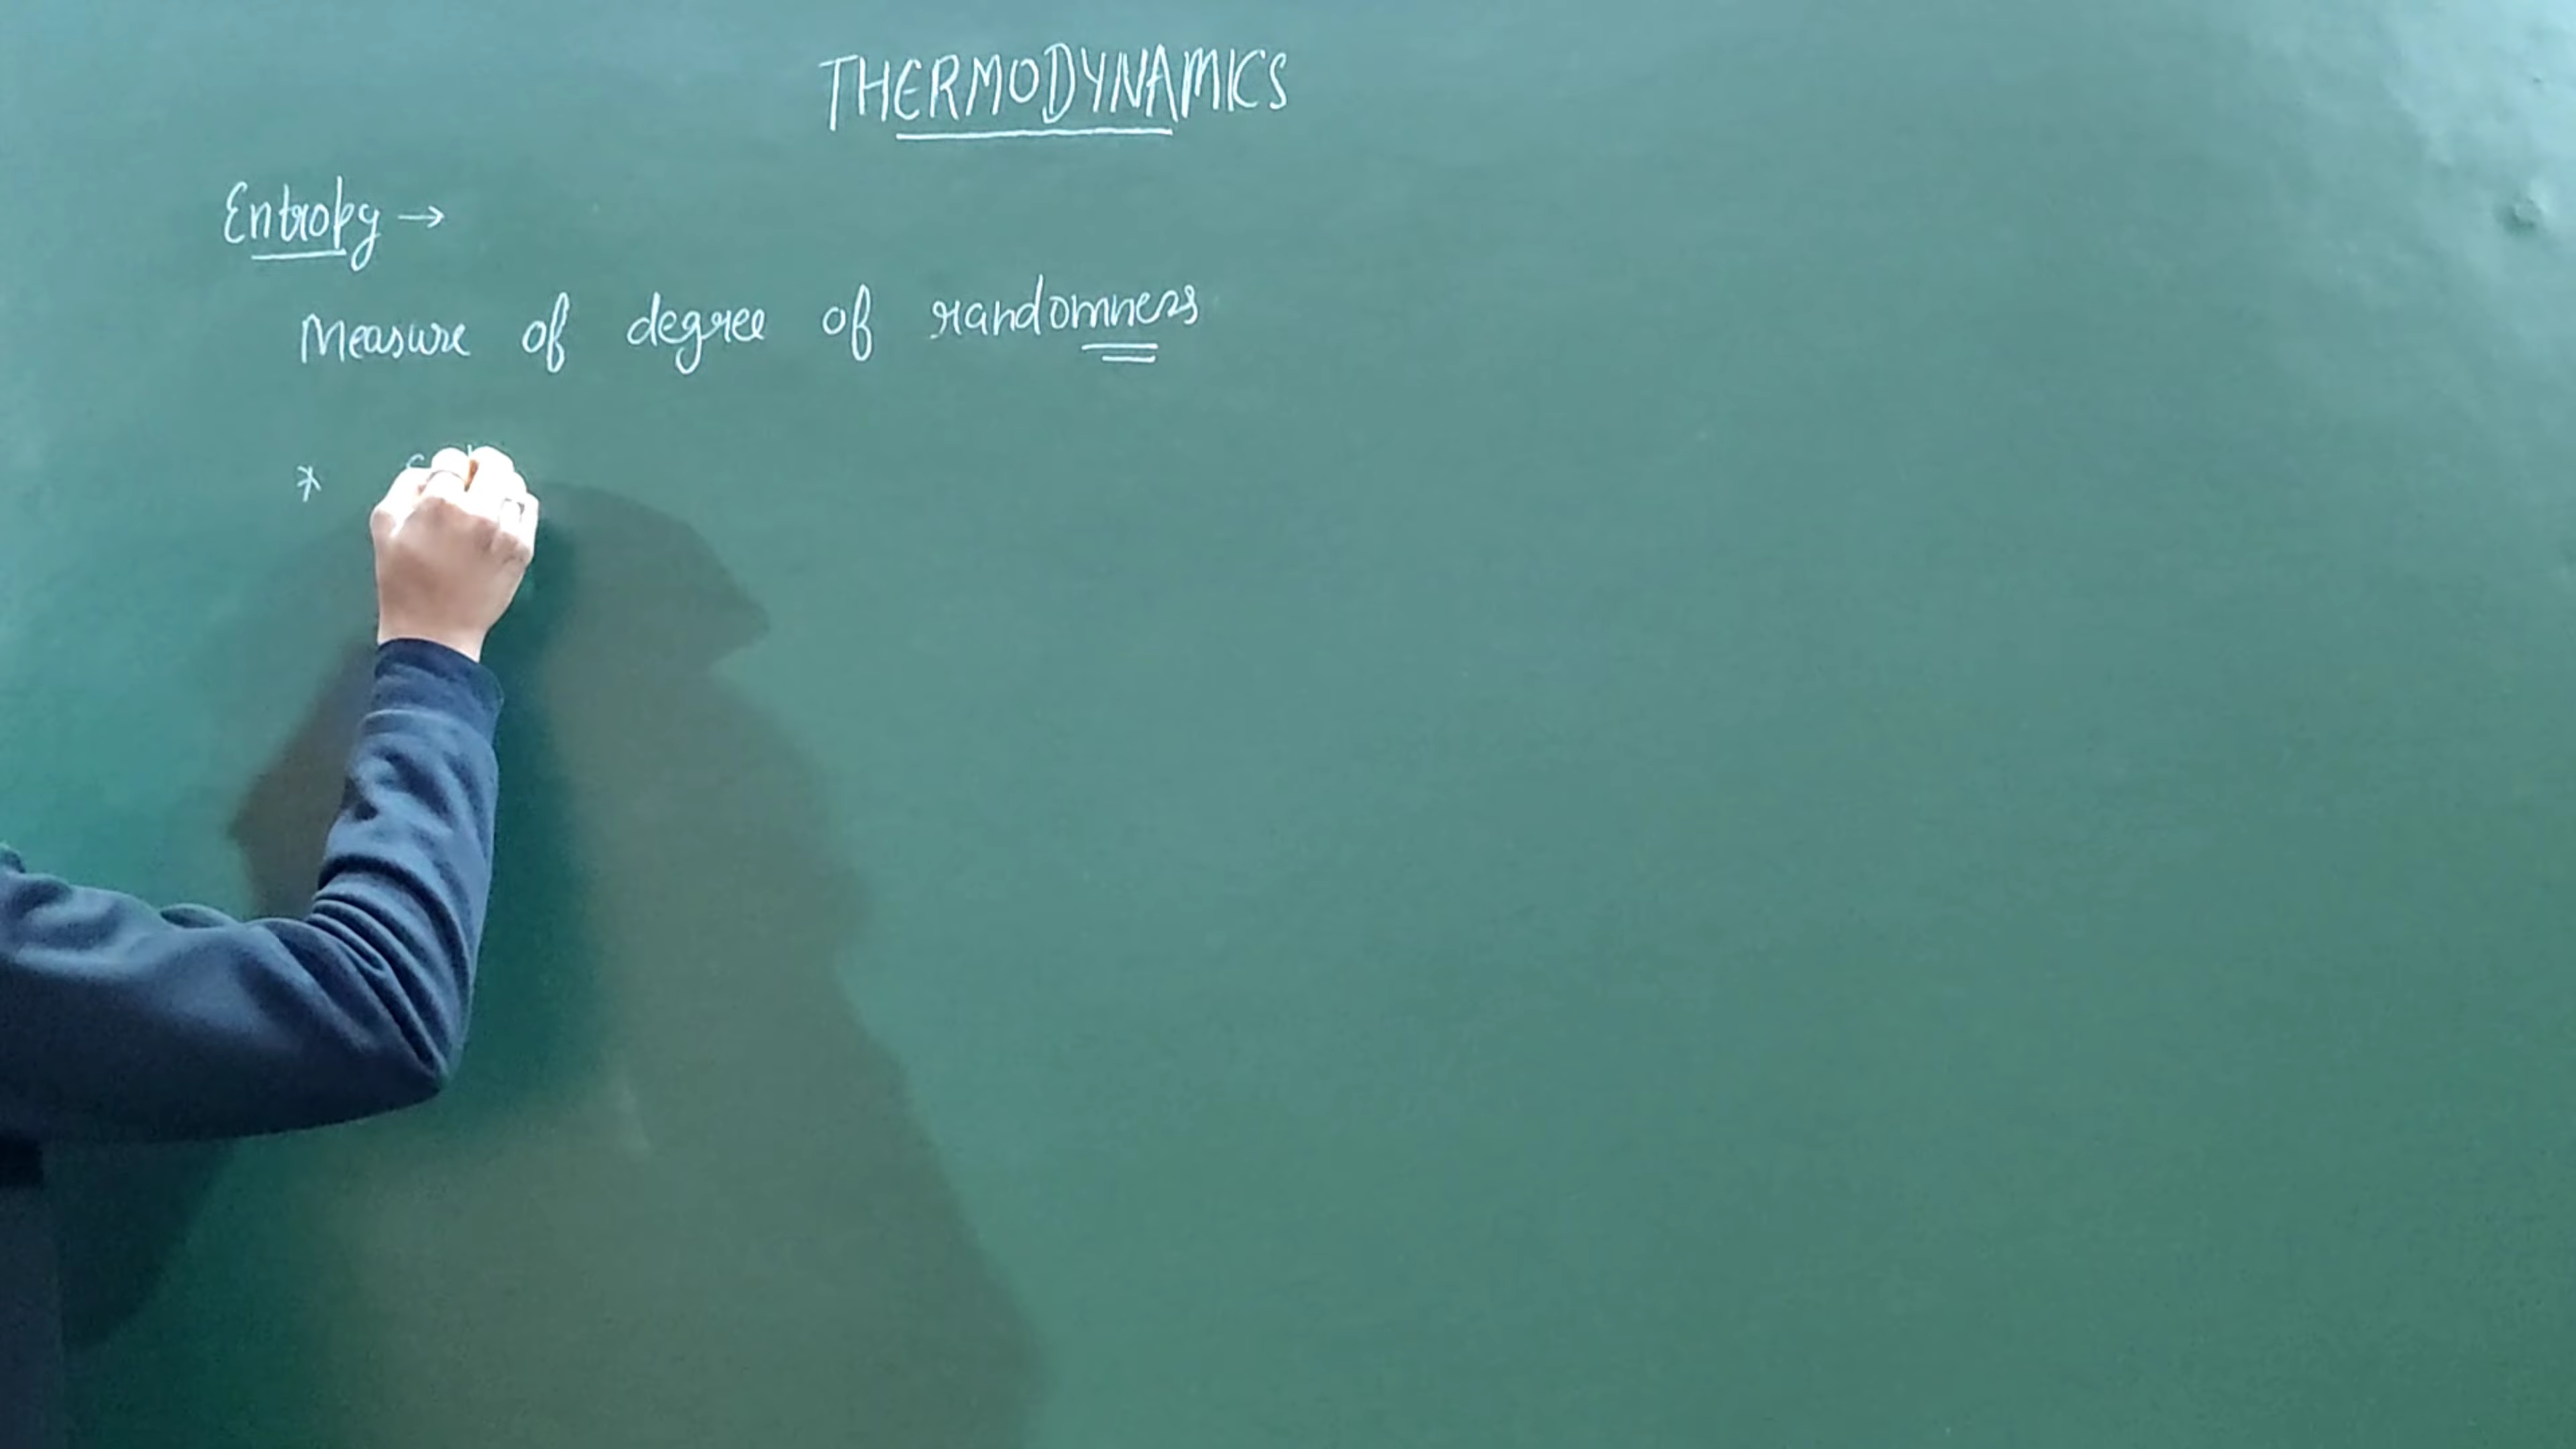 THERMODYNAMICS
Entropy →
Measure of degree of randomness
*